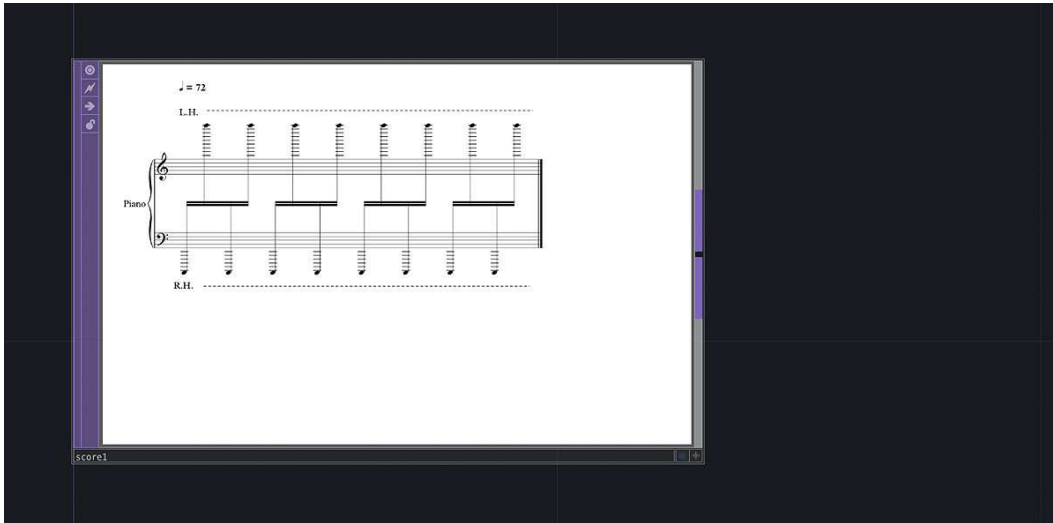 ♩ = 72
L.H.
Piano
R.H.
score1